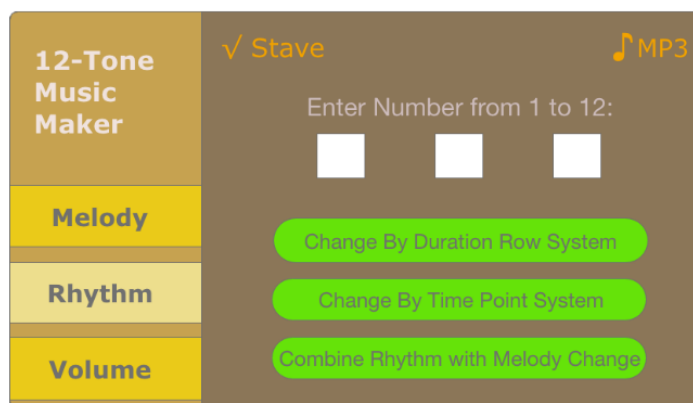 12-Tone
Music
Maker
√ Stave
MP3
Enter Number from 1 to 12:
Melody
Rhythm
Volume
Change By Duration Row System
Change By Time Point System
Combine Rhythm with Melody Change